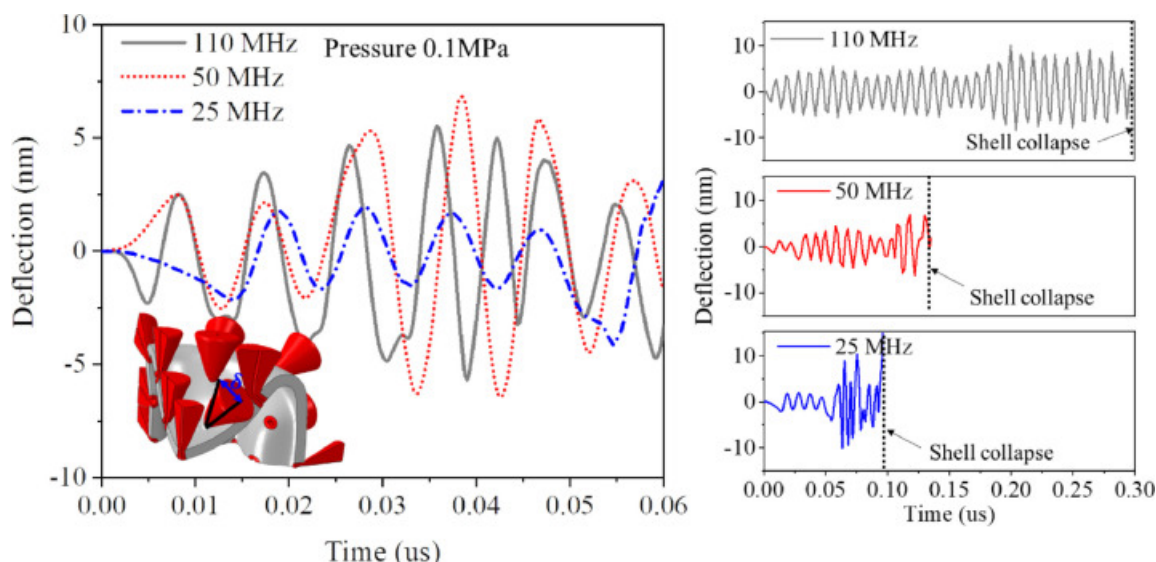 10
5
0
-5
-10
Deflection (nm)
110 MHz
50 MHz
25 MHz
Pressure 0.1MPa
0.00 0.01 0.02 0.03 0.04 0.05 0.06
Time (us)
10
0
-10
110 MHz
Shell collapse
10
0
-10
50 MHz
Shell collapse
Deflection (nm)
10
0
-10
25 MHz
Shell collapse
0.00 0.05 0.10 0.15 0.20 0.25 0.30
Time (us)